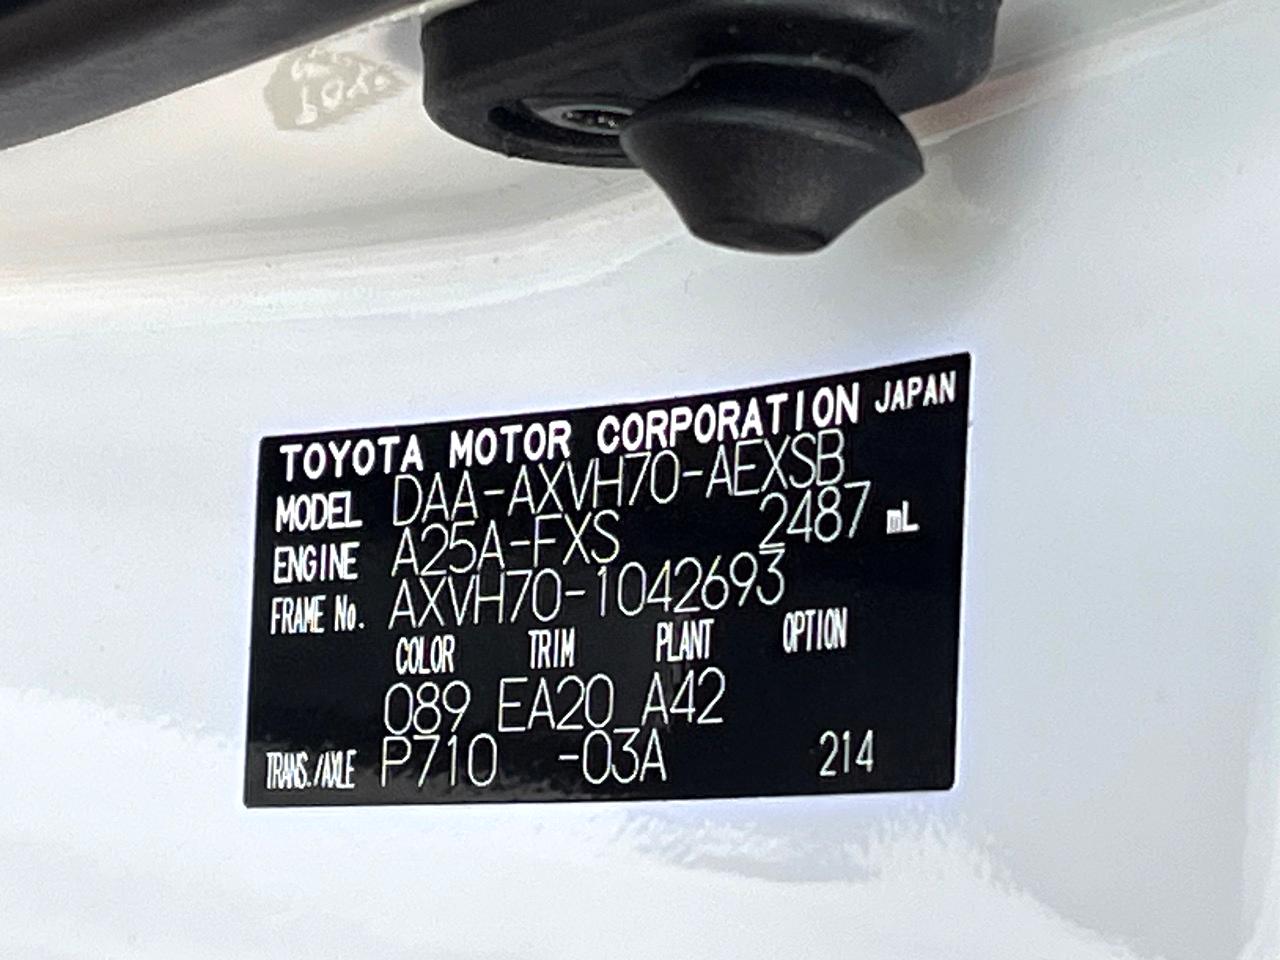 TOYOTA MOTOR CORPORATION JAPAN
MODEL DAA-AXVH70-AEXSB
ENGINE A25A-FXS 2487 mL
FRAME No. AXVH70-1042693
COLOR TRIM PLANT OPTION
089 EA20 A42
TRANS./AXLE P710 -03A 214